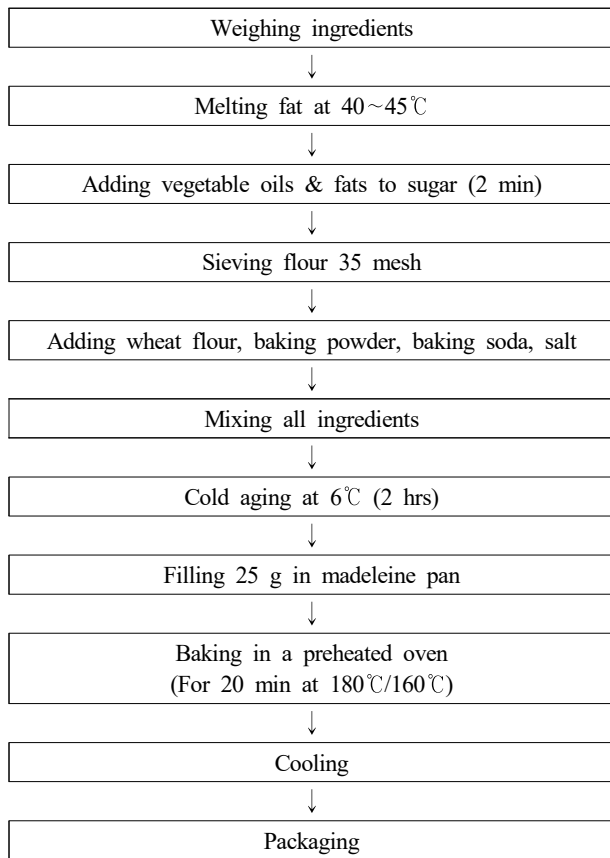 Weighing ingredients
↓
Melting fat at 40~45℃
↓
Adding vegetable oils & fats to sugar (2 min)
↓
Sieving flour 35 mesh
↓
Adding wheat flour, baking powder, baking soda, salt
↓
Mixing all ingredients
↓
Cold aging at 6℃ (2 hrs)
↓
Filling 25 g in madeleine pan
↓
Baking in a preheated oven
(For 20 min at 180℃/160℃)
↓
Cooling
↓
Packaging